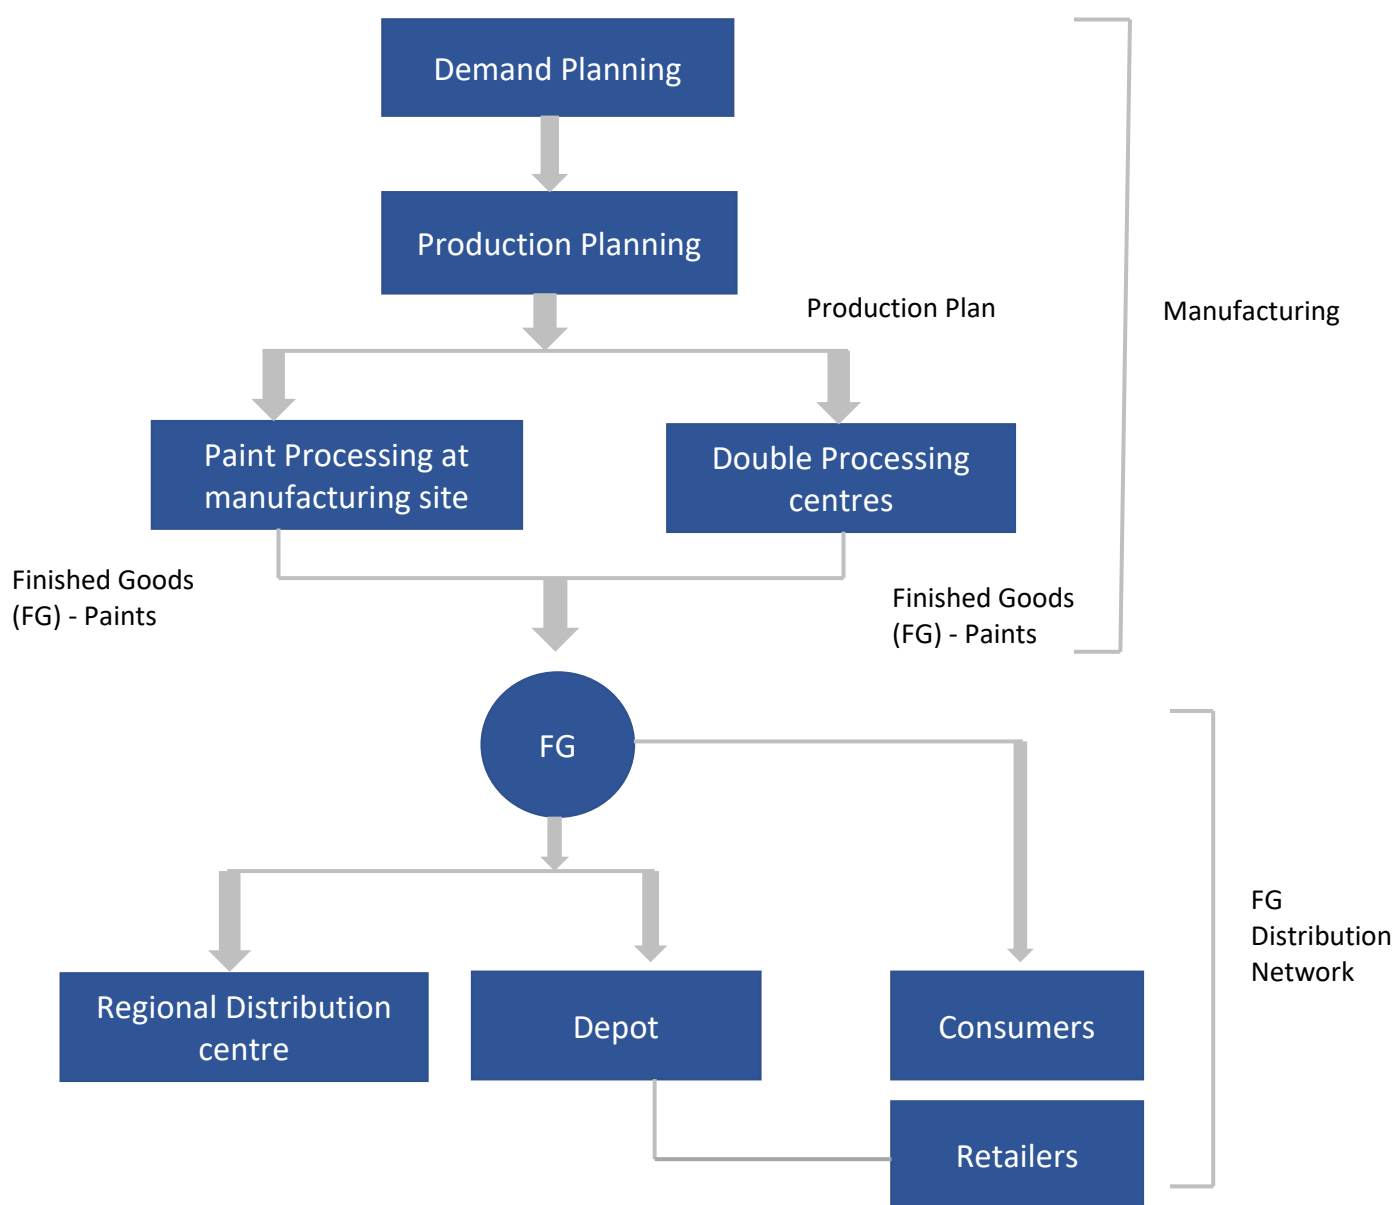 Demand Planning
Production Planning
Production Plan
Manufacturing
Paint Processing at
manufacturing site
Double Processing
centres
Finished Goods
(FG) - Paints
Finished Goods
(FG) - Paints
FG
FG
Distribution
Network
Regional Distribution
centre
Depot
Consumers
Retailers